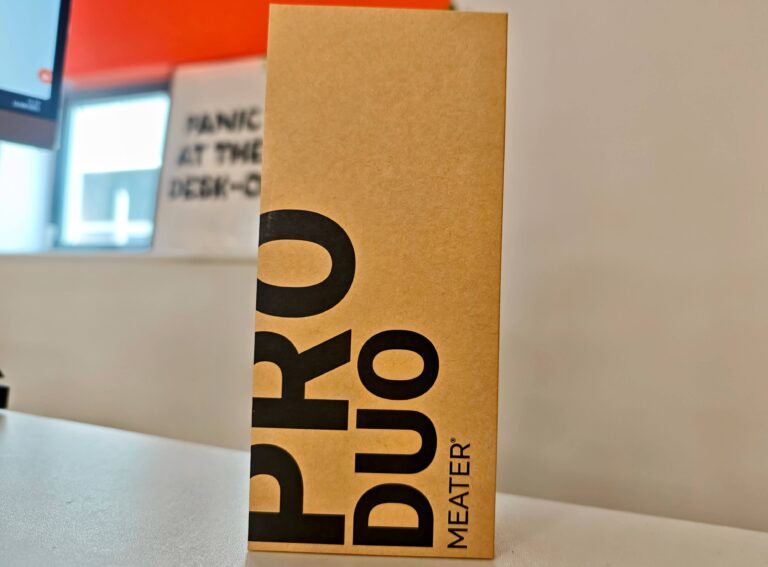 PANIC
AT THE
DESK-O
PRO
DUO
MEATER®